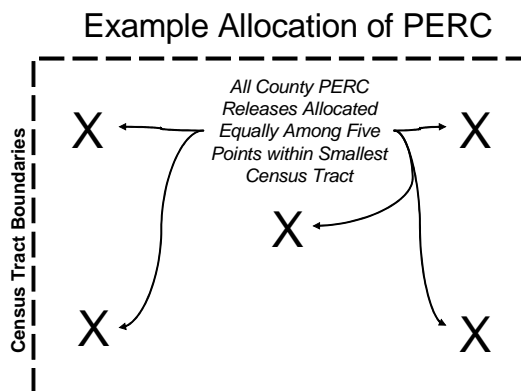 Example Allocation of PERC
All County PERC
Releases Allocated
Equally Among Five
Points within Smallest
Census Tract
X
X
X
X
X
Census Tract Boundaries